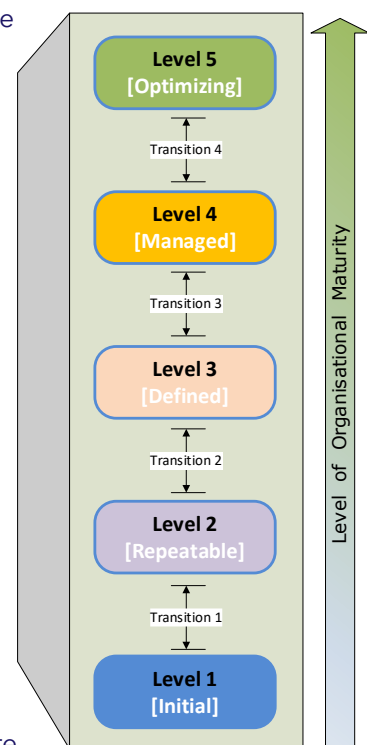 e
Level 5
[Optimizing]
Transition 4
Level 4
[Managed]
Transition 3
Level 3
[Defined]
Transition 2
Level 2
[Repeatable]
Transition 1
Level 1
[Initial]
Level of Organisational Maturity
re